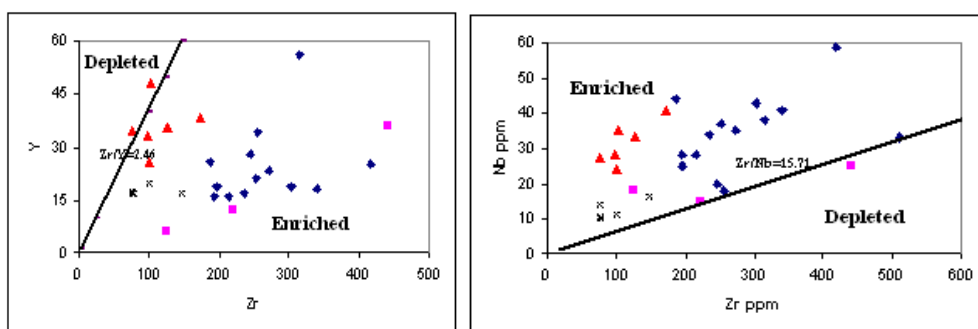 60
45
30
15
0
Y
Depleted
Zr/Y=2.46
Enriched
0 100 200 300 400 500
Zr
60
50
40
30
20
10
0
Nb ppm
Enriched
Zr/Nb=15.71
Depleted
0 100 200 300 400 500 600
Zr ppm